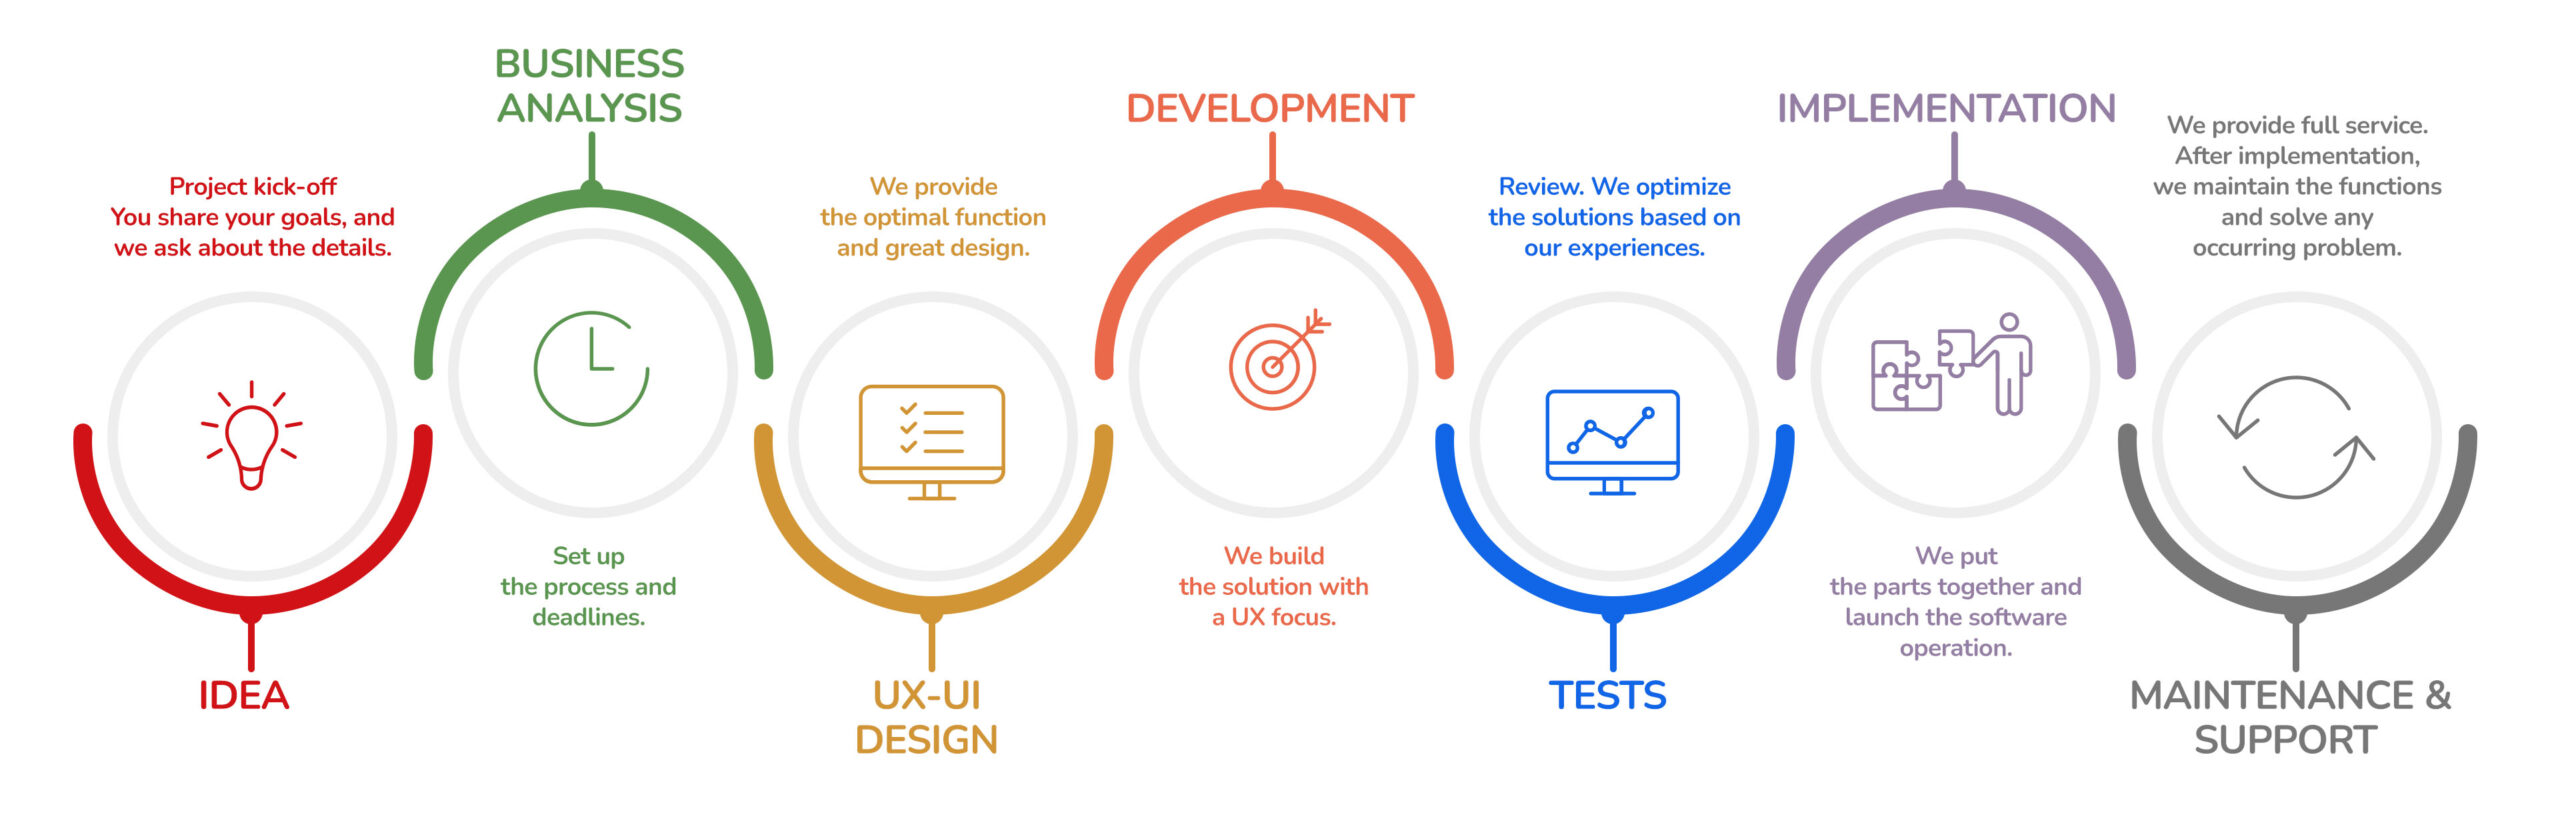 Project kick-off
You share your goals, and
we ask about the details.
IDEA
BUSINESS
ANALYSIS
Set up
the process and
deadlines.
We provide
the optimal function
and great design.
UX-UI
DESIGN
DEVELOPMENT
We build
the solution with
a UX focus.
Review. We optimize
the solutions based on
our experiences.
TESTS
IMPLEMENTATION
We put
the parts together and
launch the software
operation.
We provide full service.
After implementation,
we maintain the functions
and solve any
occurring problem.
MAINTENANCE &
SUPPORT